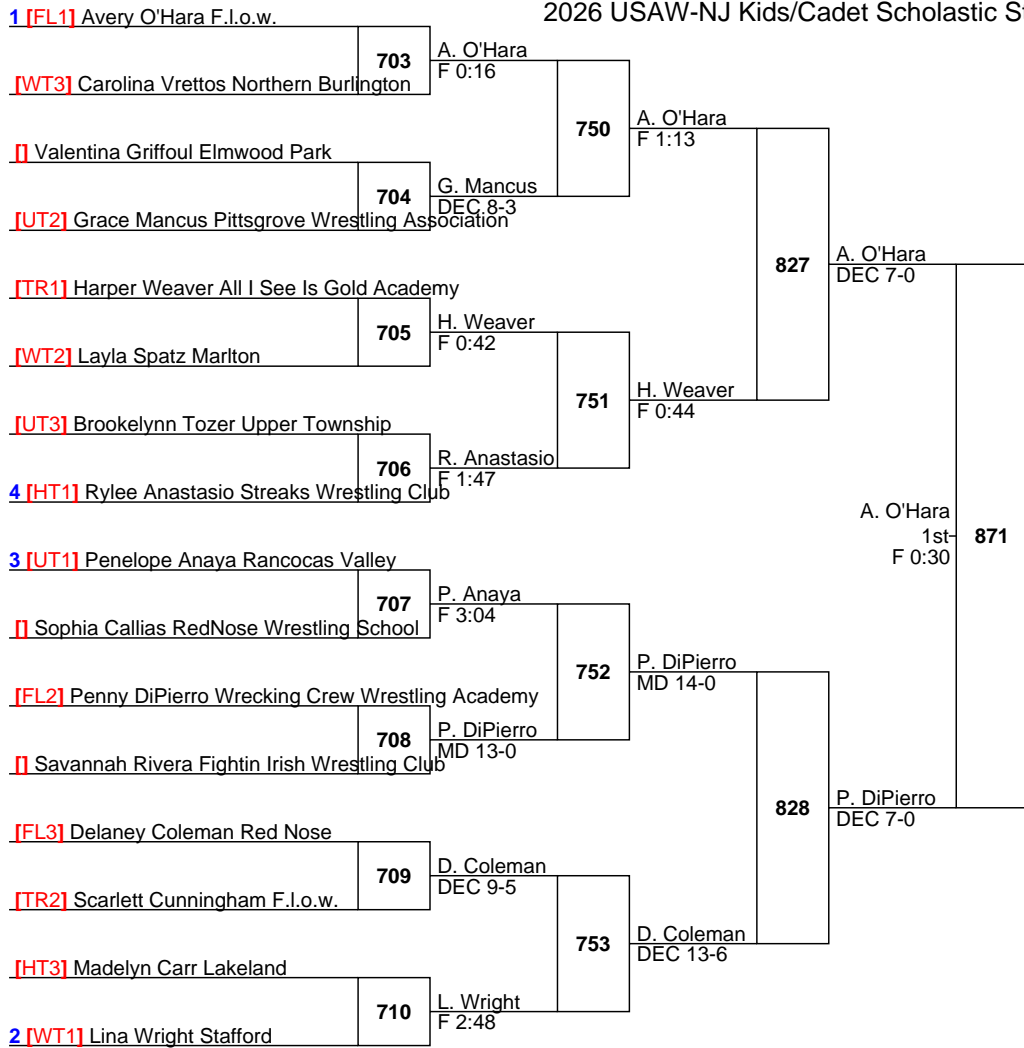 2026 USAW-NJ Kids/Cadet Scholastic St
1 [FL1] Avery O'Hara F.l.o.w.
703
A. O'Hara
F 0:16
[WT3] Carolina Vrettos Northern Burlington
750
A. O'Hara
F 1:13
[] Valentina Griffoul Elmwood Park
704
G. Mancus
DEC 8-3
[UT2] Grace Mancus Pittsgrove Wrestling Association
827
A. O'Hara
DEC 7-0
[TR1] Harper Weaver All I See Is Gold Academy
705
H. Weaver
F 0:42
[WT2] Layla Spatz Marlton
751
H. Weaver
F 0:44
[UT3] Brookelynn Tozer Upper Township
706
R. Anastasio
F 1:47
4 [HT1] Rylee Anastasio Streaks Wrestling Club
A. O'Hara
1st
F 0:30
871
3 [UT1] Penelope Anaya Rancocas Valley
707
P. Anaya
F 3:04
[] Sophia Callias RedNose Wrestling School
752
P. DiPierro
MD 14-0
[FL2] Penny DiPierro Wrecking Crew Wrestling Academy
708
P. DiPierro
MD 13-0
[] Savannah Rivera Fightin Irish Wrestling Club
828
P. DiPierro
DEC 7-0
[FL3] Delaney Coleman Red Nose
709
D. Coleman
DEC 9-5
[TR2] Scarlett Cunningham F.l.o.w.
753
D. Coleman
DEC 13-6
[HT3] Madelyn Carr Lakeland
710
L. Wright
F 2:48
2 [WT1] Lina Wright Stafford